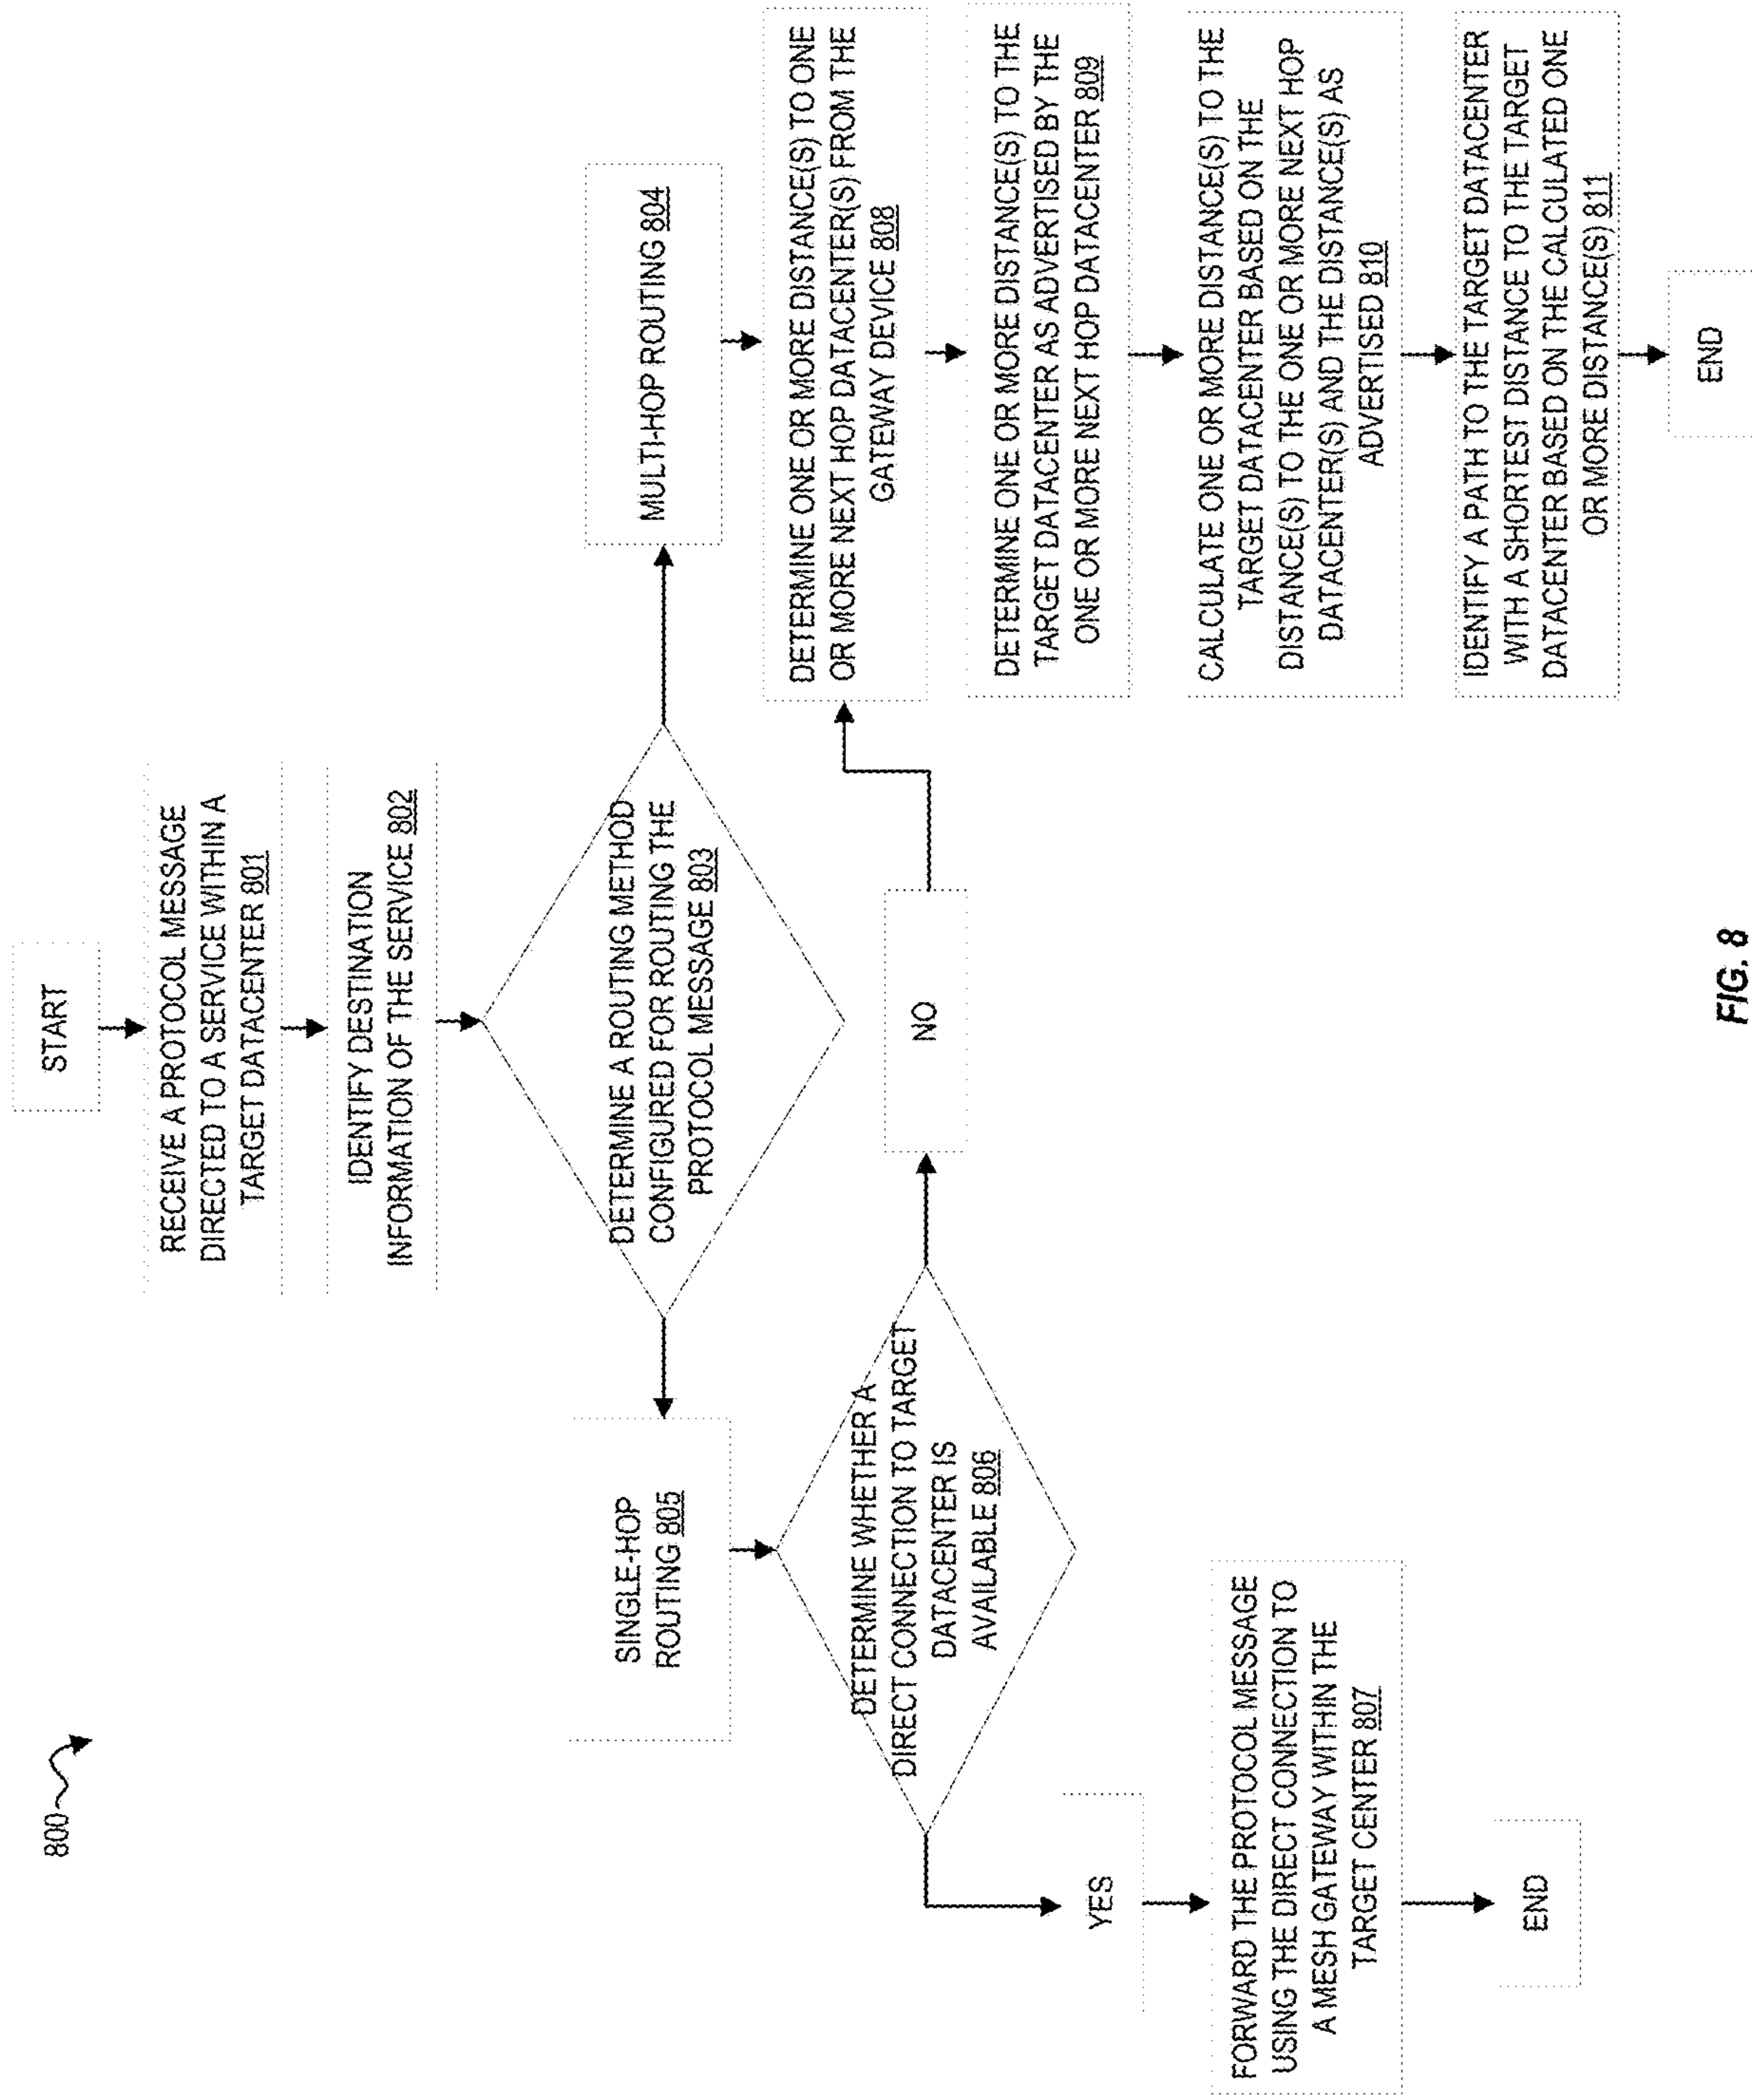 800
START
RECEIVE A PROTOCOL MESSAGE
DIRECTED TO A SERVICE WITHIN A
TARGET DATACENTER 801
IDENTIFY DESTINATION
INFORMATION OF THE SERVICE 802
DETERMINE A ROUTING METHOD
CONFIGURED FOR ROUTING THE
PROTOCOL MESSAGE 803
SINGLE-HOP
ROUTING 805
MULTI-HOP ROUTING 804
DETERMINE WHETHER A
DIRECT CONNECTION TO TARGET
DATACENTER IS
AVAILABLE 806
NO
YES
FORWARD THE PROTOCOL MESSAGE
USING THE DIRECT CONNECTION TO
A MESH GATEWAY WITHIN THE
TARGET CENTER 807
END
DETERMINE ONE OR MORE DISTANCE(S) TO ONE
OR MORE NEXT HOP DATACENTER(S) FROM THE
GATEWAY DEVICE 808
DETERMINE ONE OR MORE DISTANCE(S) TO THE
TARGET DATACENTER AS ADVERTISED BY THE
ONE OR MORE NEXT HOP DATACENTER 809
CALCULATE ONE OR MORE DISTANCE(S) TO THE
TARGET DATACENTER BASED ON THE
DISTANCE(S) TO THE ONE OR MORE NEXT HOP
DATACENTER(S) AND THE DISTANCE(S) AS
ADVERTISED 810
IDENTIFY A PATH TO THE TARGET DATACENTER
WITH A SHORTEST DISTANCE TO THE TARGET
DATACENTER BASED ON THE CALCULATED ONE
OR MORE DISTANCE(S) 811
END
FIG. 8